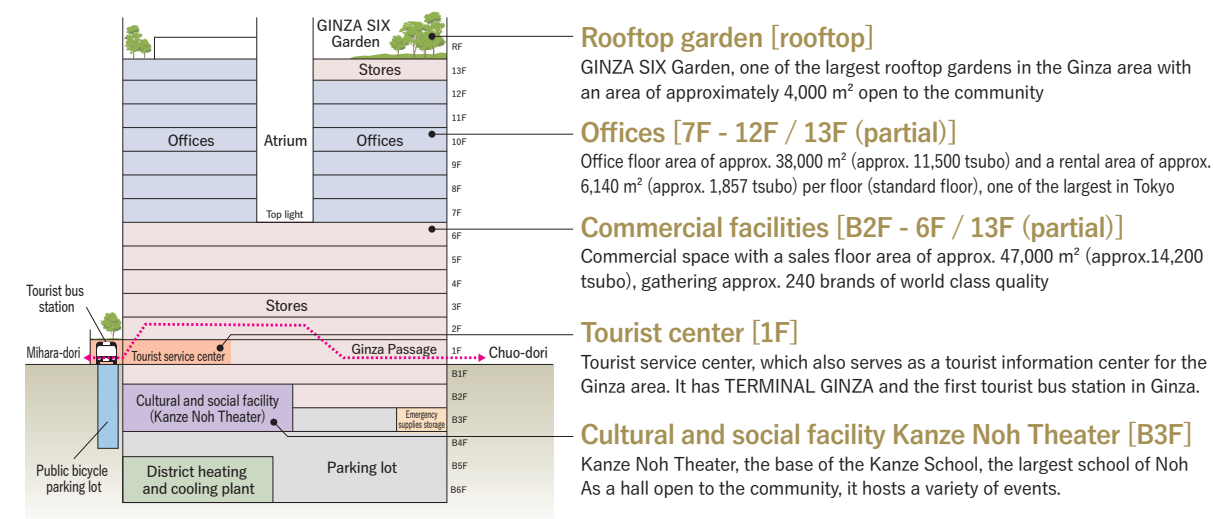 GINZA SIX
Garden
RF
Stores
13F
12F
11F
Offices
Atrium
Offices
10F
9F
8F
Top light
7F
6F
5F
4F
Tourist bus
station
Stores
3F
2F
Mihara-dori
Tourist service center
Ginza Passage
1F
Chuo-dori
B1F
Cultural and social facility
(Kanze Noh Theater)
B2F
Emergency
supplies storage
B3F
B4F
Public bicycle
parking lot
District heating
and cooling plant
Parking lot
B5F
B6F
Rooftop garden [rooftop]
GINZA SIX Garden, one of the largest rooftop gardens in the Ginza area with
an area of approximately 4,000 m² open to the community
Offices [7F - 12F / 13F (partial)]
Office floor area of approx. 38,000 m² (approx. 11,500 tsubo) and a rental area of approx.
6,140 m² (approx. 1,857 tsubo) per floor (standard floor), one of the largest in Tokyo
Commercial facilities [B2F - 6F / 13F (partial)]
Commercial space with a sales floor area of approx. 47,000 m² (approx.14,200
tsubo), gathering approx. 240 brands of world class quality
Tourist center [1F]
Tourist service center, which also serves as a tourist information center for the
Ginza area. It has TERMINAL GINZA and the first tourist bus station in Ginza.
Cultural and social facility Kanze Noh Theater [B3F]
Kanze Noh Theater, the base of the Kanze School, the largest school of Noh
As a hall open to the community, it hosts a variety of events.